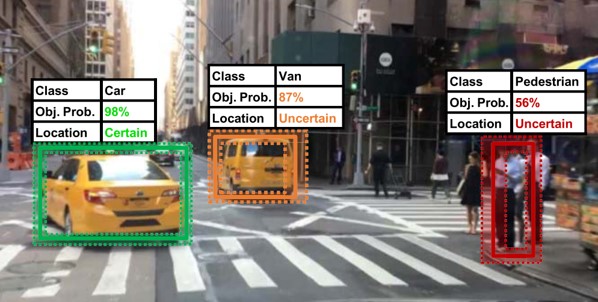 Class Car
Obj. Prob. 98%
Location Certain
Class Van
Obj. Prob. 87%
Location Uncertain
Class Pedestrian
Obj. Prob. 56%
Location Uncertain